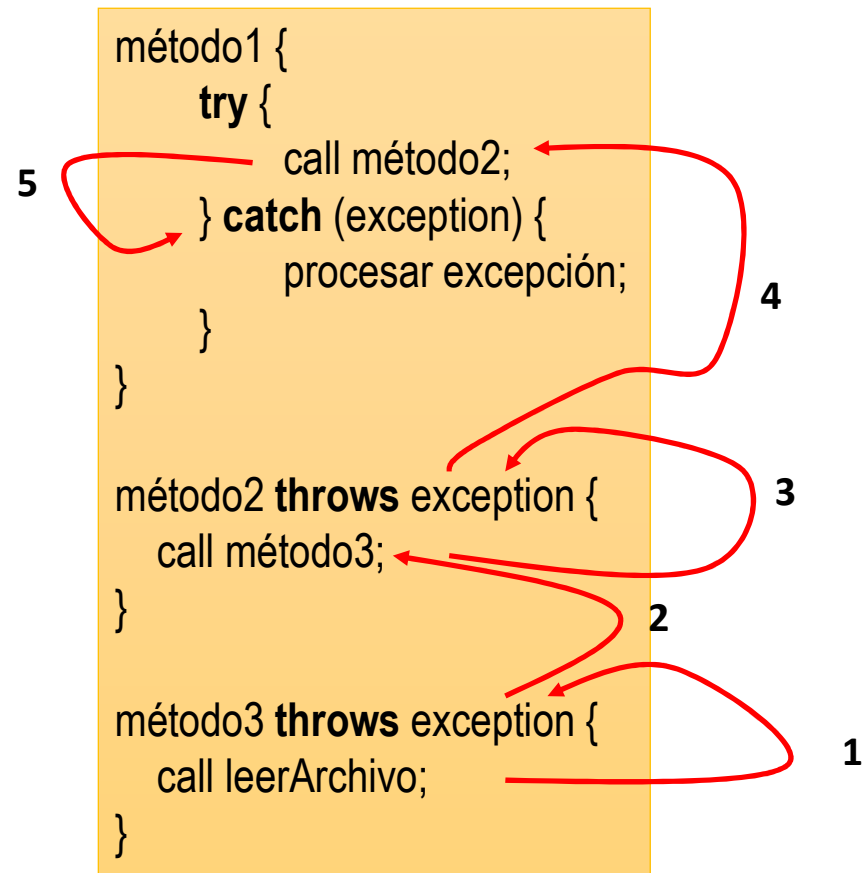 método1 {
try {
call método2;
} catch (exception) {
procesar excepción;
}
}
método2 throws exception {
call método3;
}
método3 throws exception {
call leerArchivo;
}
5
4
3
2
1